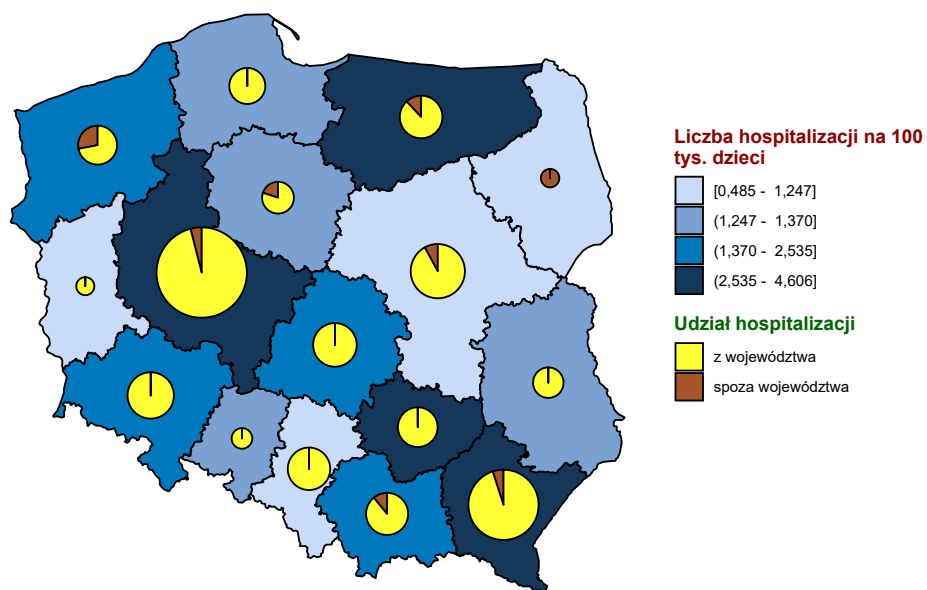 Liczba hospitalizacji na 100
tys. dzieci
[0,485 - 1,247]
(1,247 - 1,370]
(1,370 - 2,535]
(2,535 - 4,606]
Udział hospitalizacji
z województwa
spoza województwa